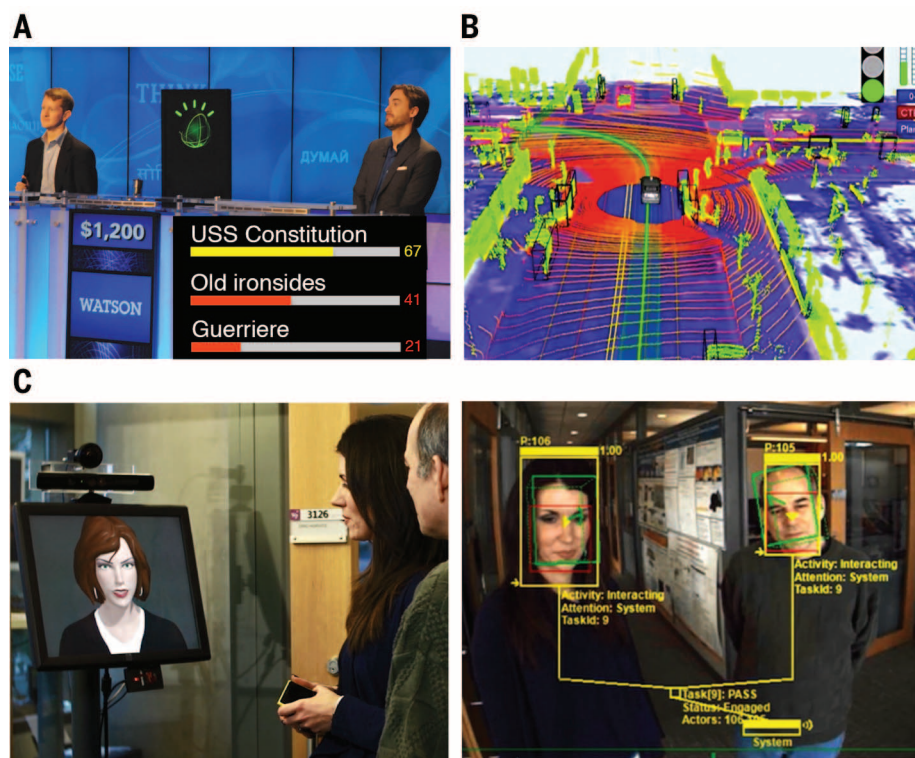 A
B
THINK
ДУМАЙ
$1,200
WATSON
USS Constitution
67
Old ironsides
41
Guerriere
21
C
3126
P:106
1.00
P:105
1.00
Activity: Interacting
Attention: System
TaskId: 9
Activity: Interacting
Attention: System
TaskId: 9
Task[9]: PASS
Status: Engaged
Actors: 106
System